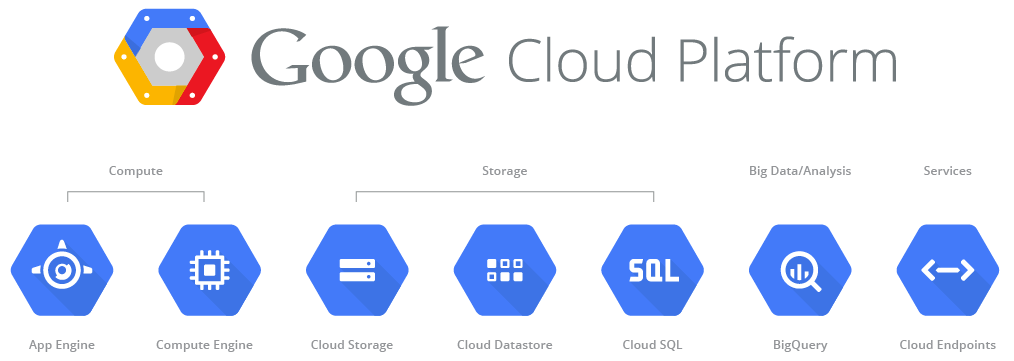 Google Cloud Platform
Compute
Storage
Big Data/Analysis
Services
SQL
App Engine
Compute Engine
Cloud Storage
Cloud Datastore
Cloud SQL
BigQuery
Cloud Endpoints